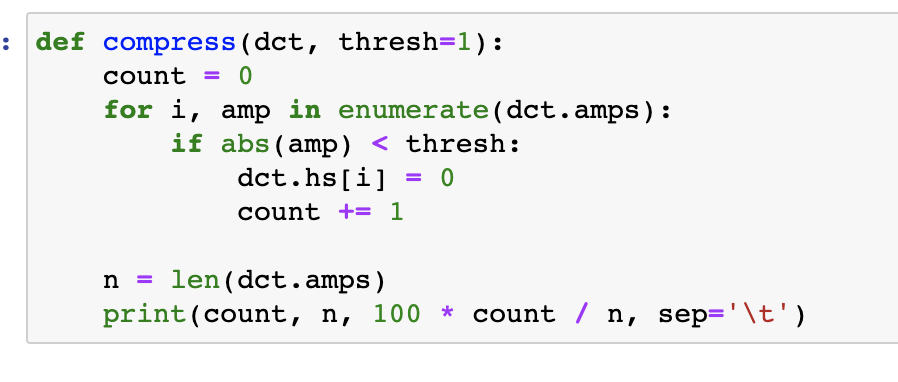 : def compress(dct, thresh=1):
    count = 0
    for i, amp in enumerate(dct.amps):
        if abs(amp) < thresh:
            dct.hs[i] = 0
            count += 1

    n = len(dct.amps)
    print(count, n, 100 * count / n, sep='\t')